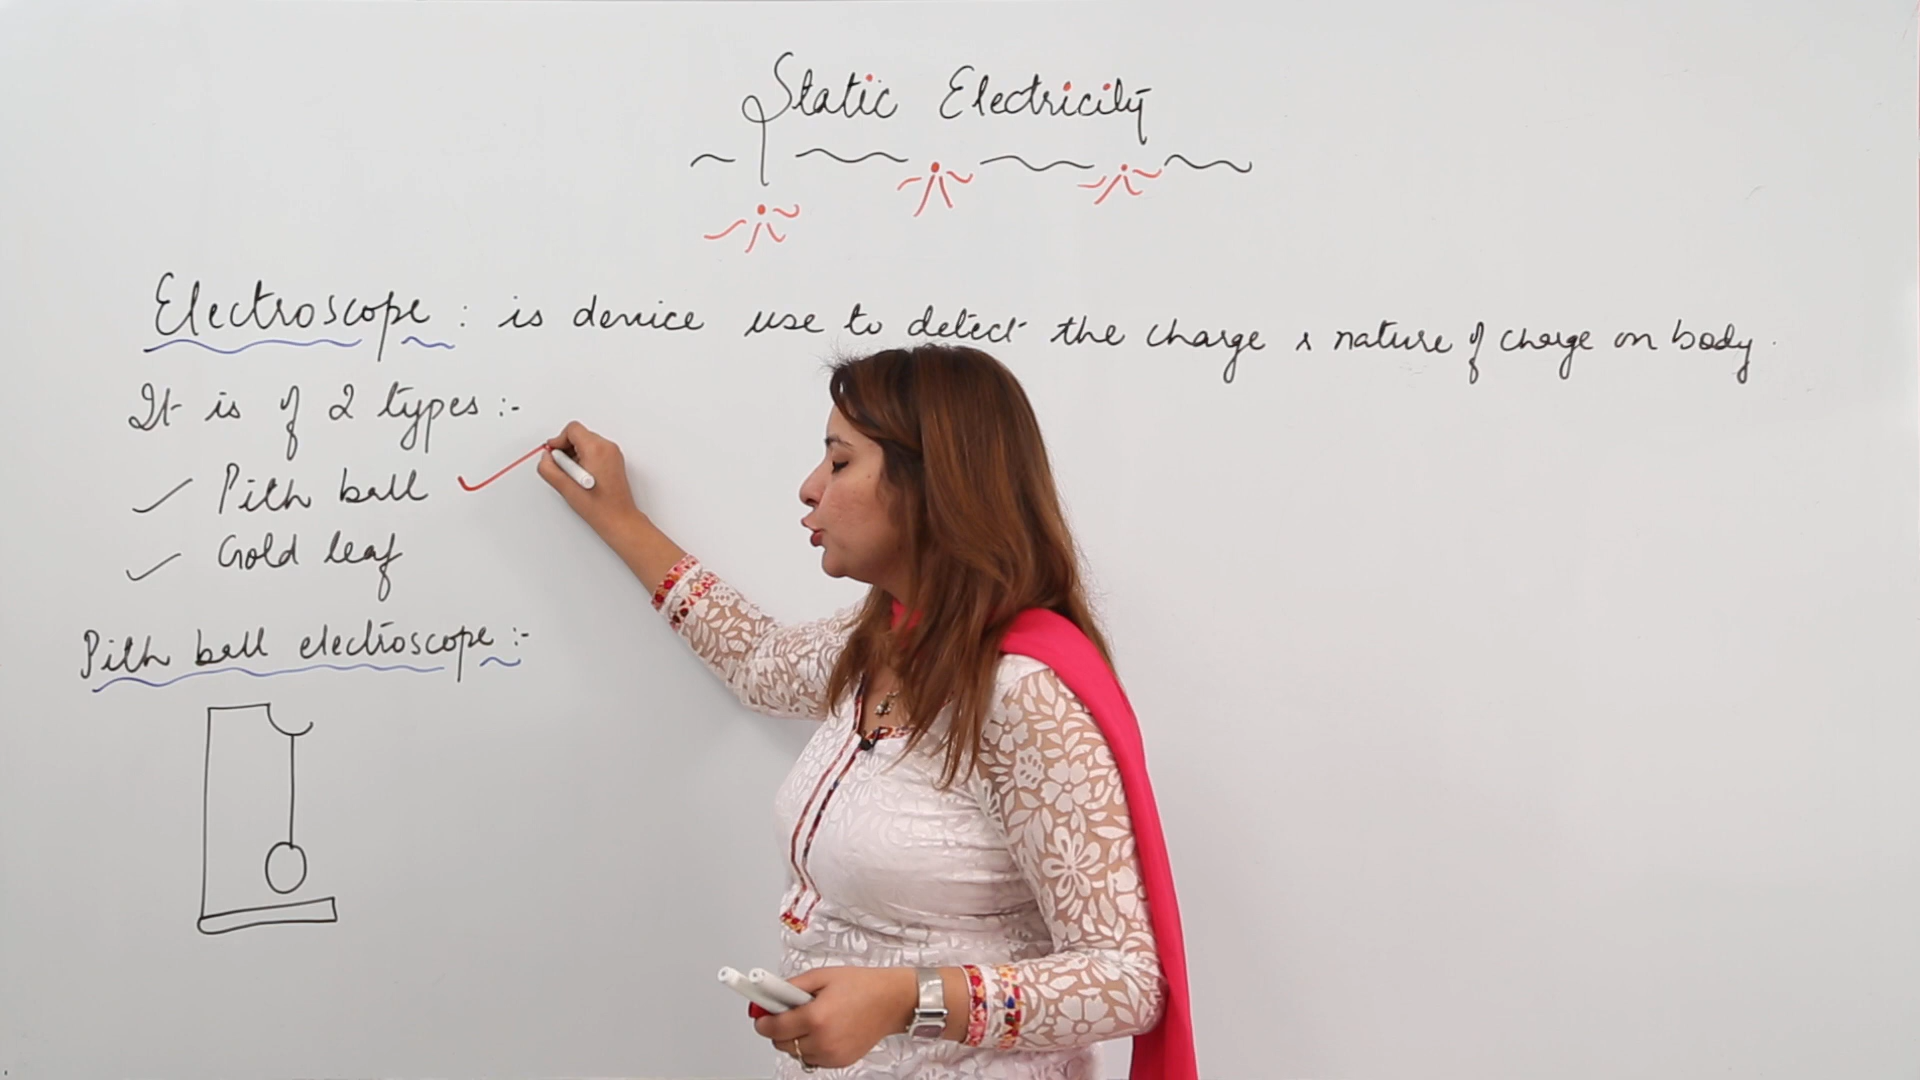 Static Electricity
Electroscope : is device use to detect the charge & nature of charge on body.
It is of 2 types :-
Pith ball
Gold leaf
Pith ball electroscope :-